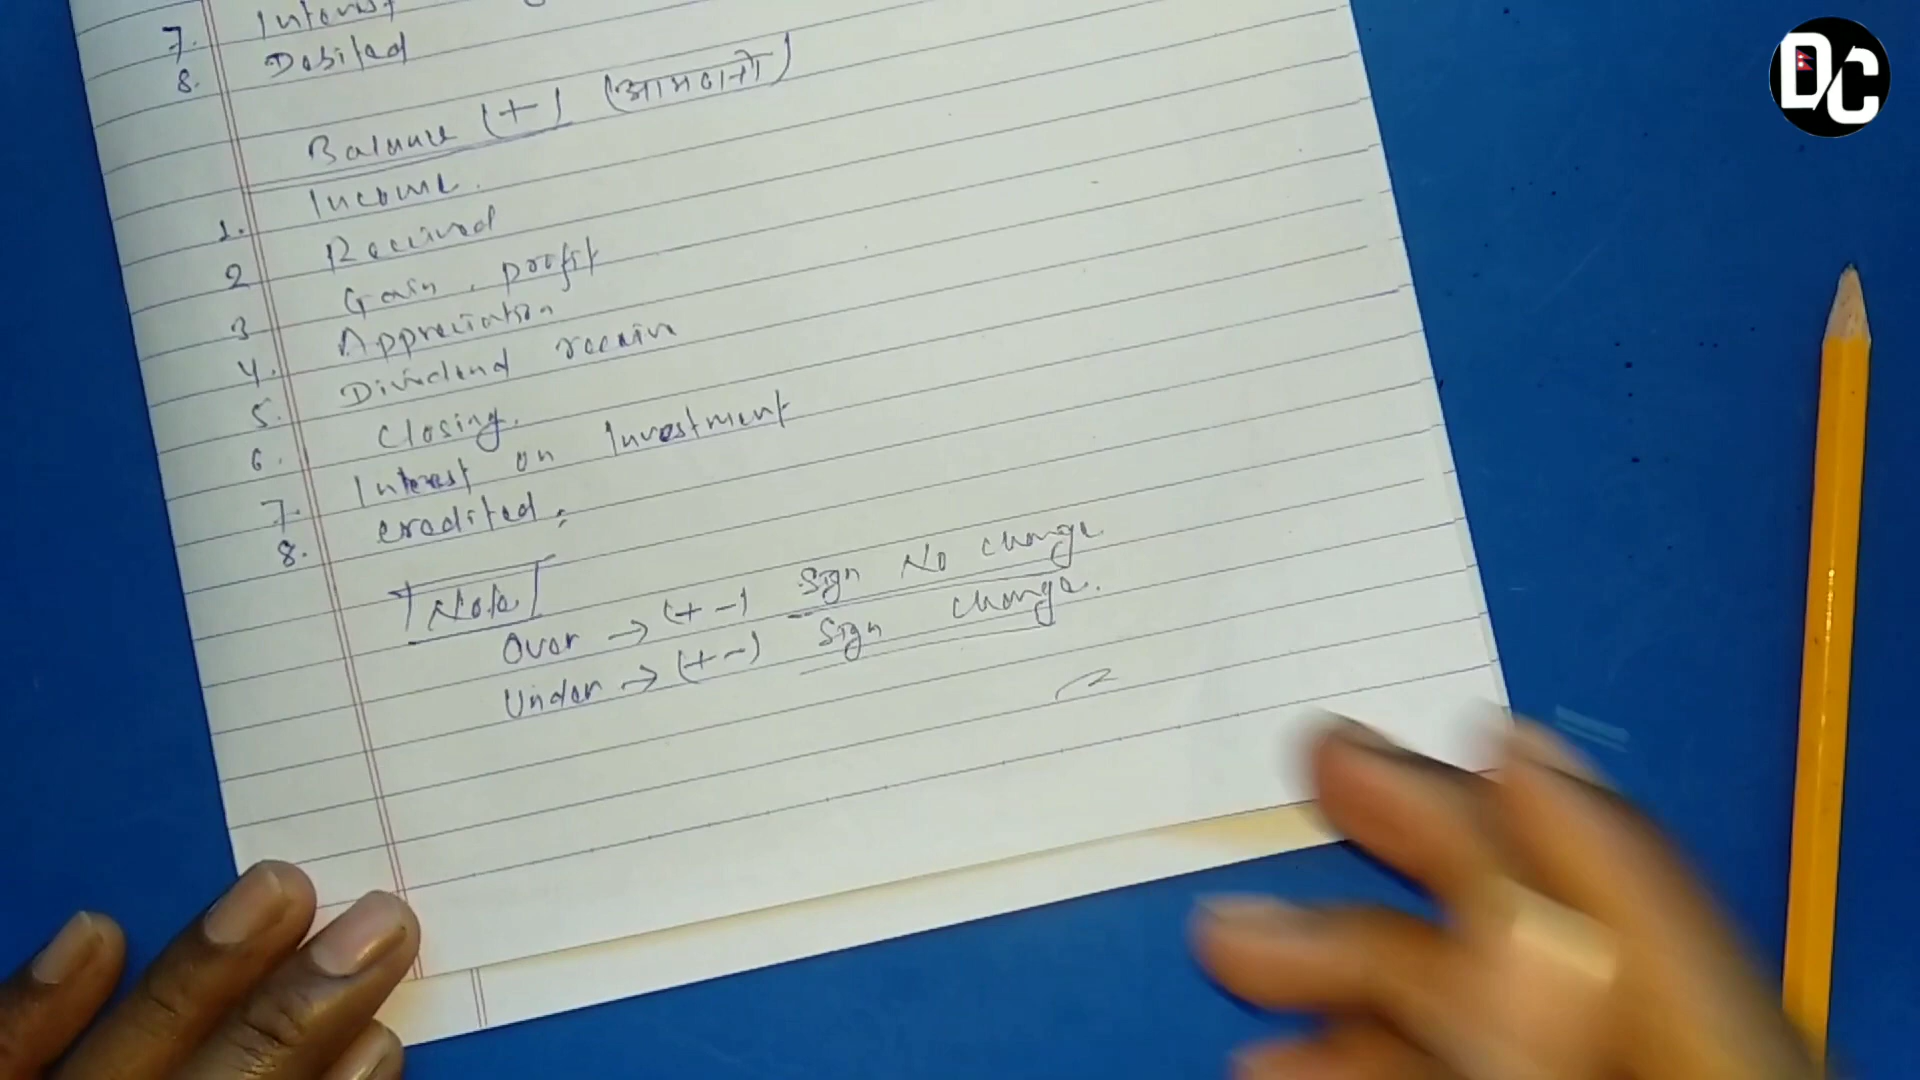 7. Interest
8. Debited
Balance (+) (आमदानी)
1. Income.
2 Received
3 Gain, profit
4. Appreciation
5. Dividend receive
6. Closing.
7. Interest on Investment
8. credited.
Note
Over → (+ -) Sign No change.
Under → (+ -) Sign change.
DC